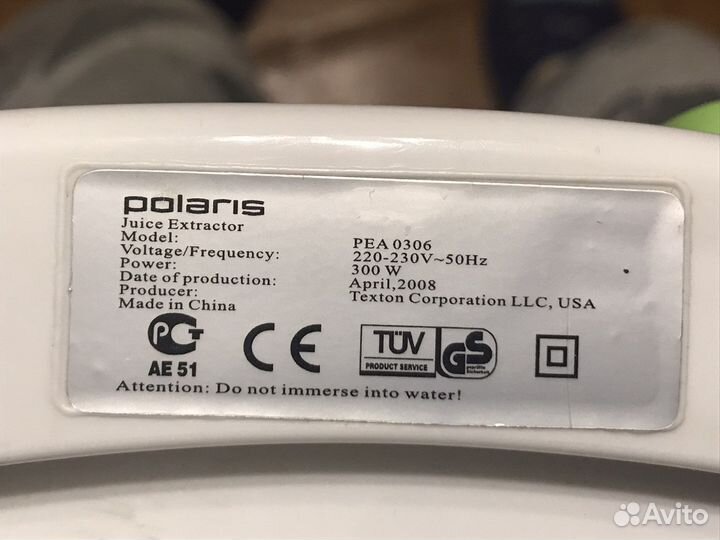 polaris
Juice Extractor
Model: PEA 0306
Voltage/Frequency: 220-230V~50Hz
Power: 300 W
Date of production: April,2008
Producer: Texton Corporation LLC, USA
Made in China
РСТ CE TÜV GS
PRODUCT SERVICE geprüfte Sicherheit
AE 51
Attention: Do not immerse into water!
Avito